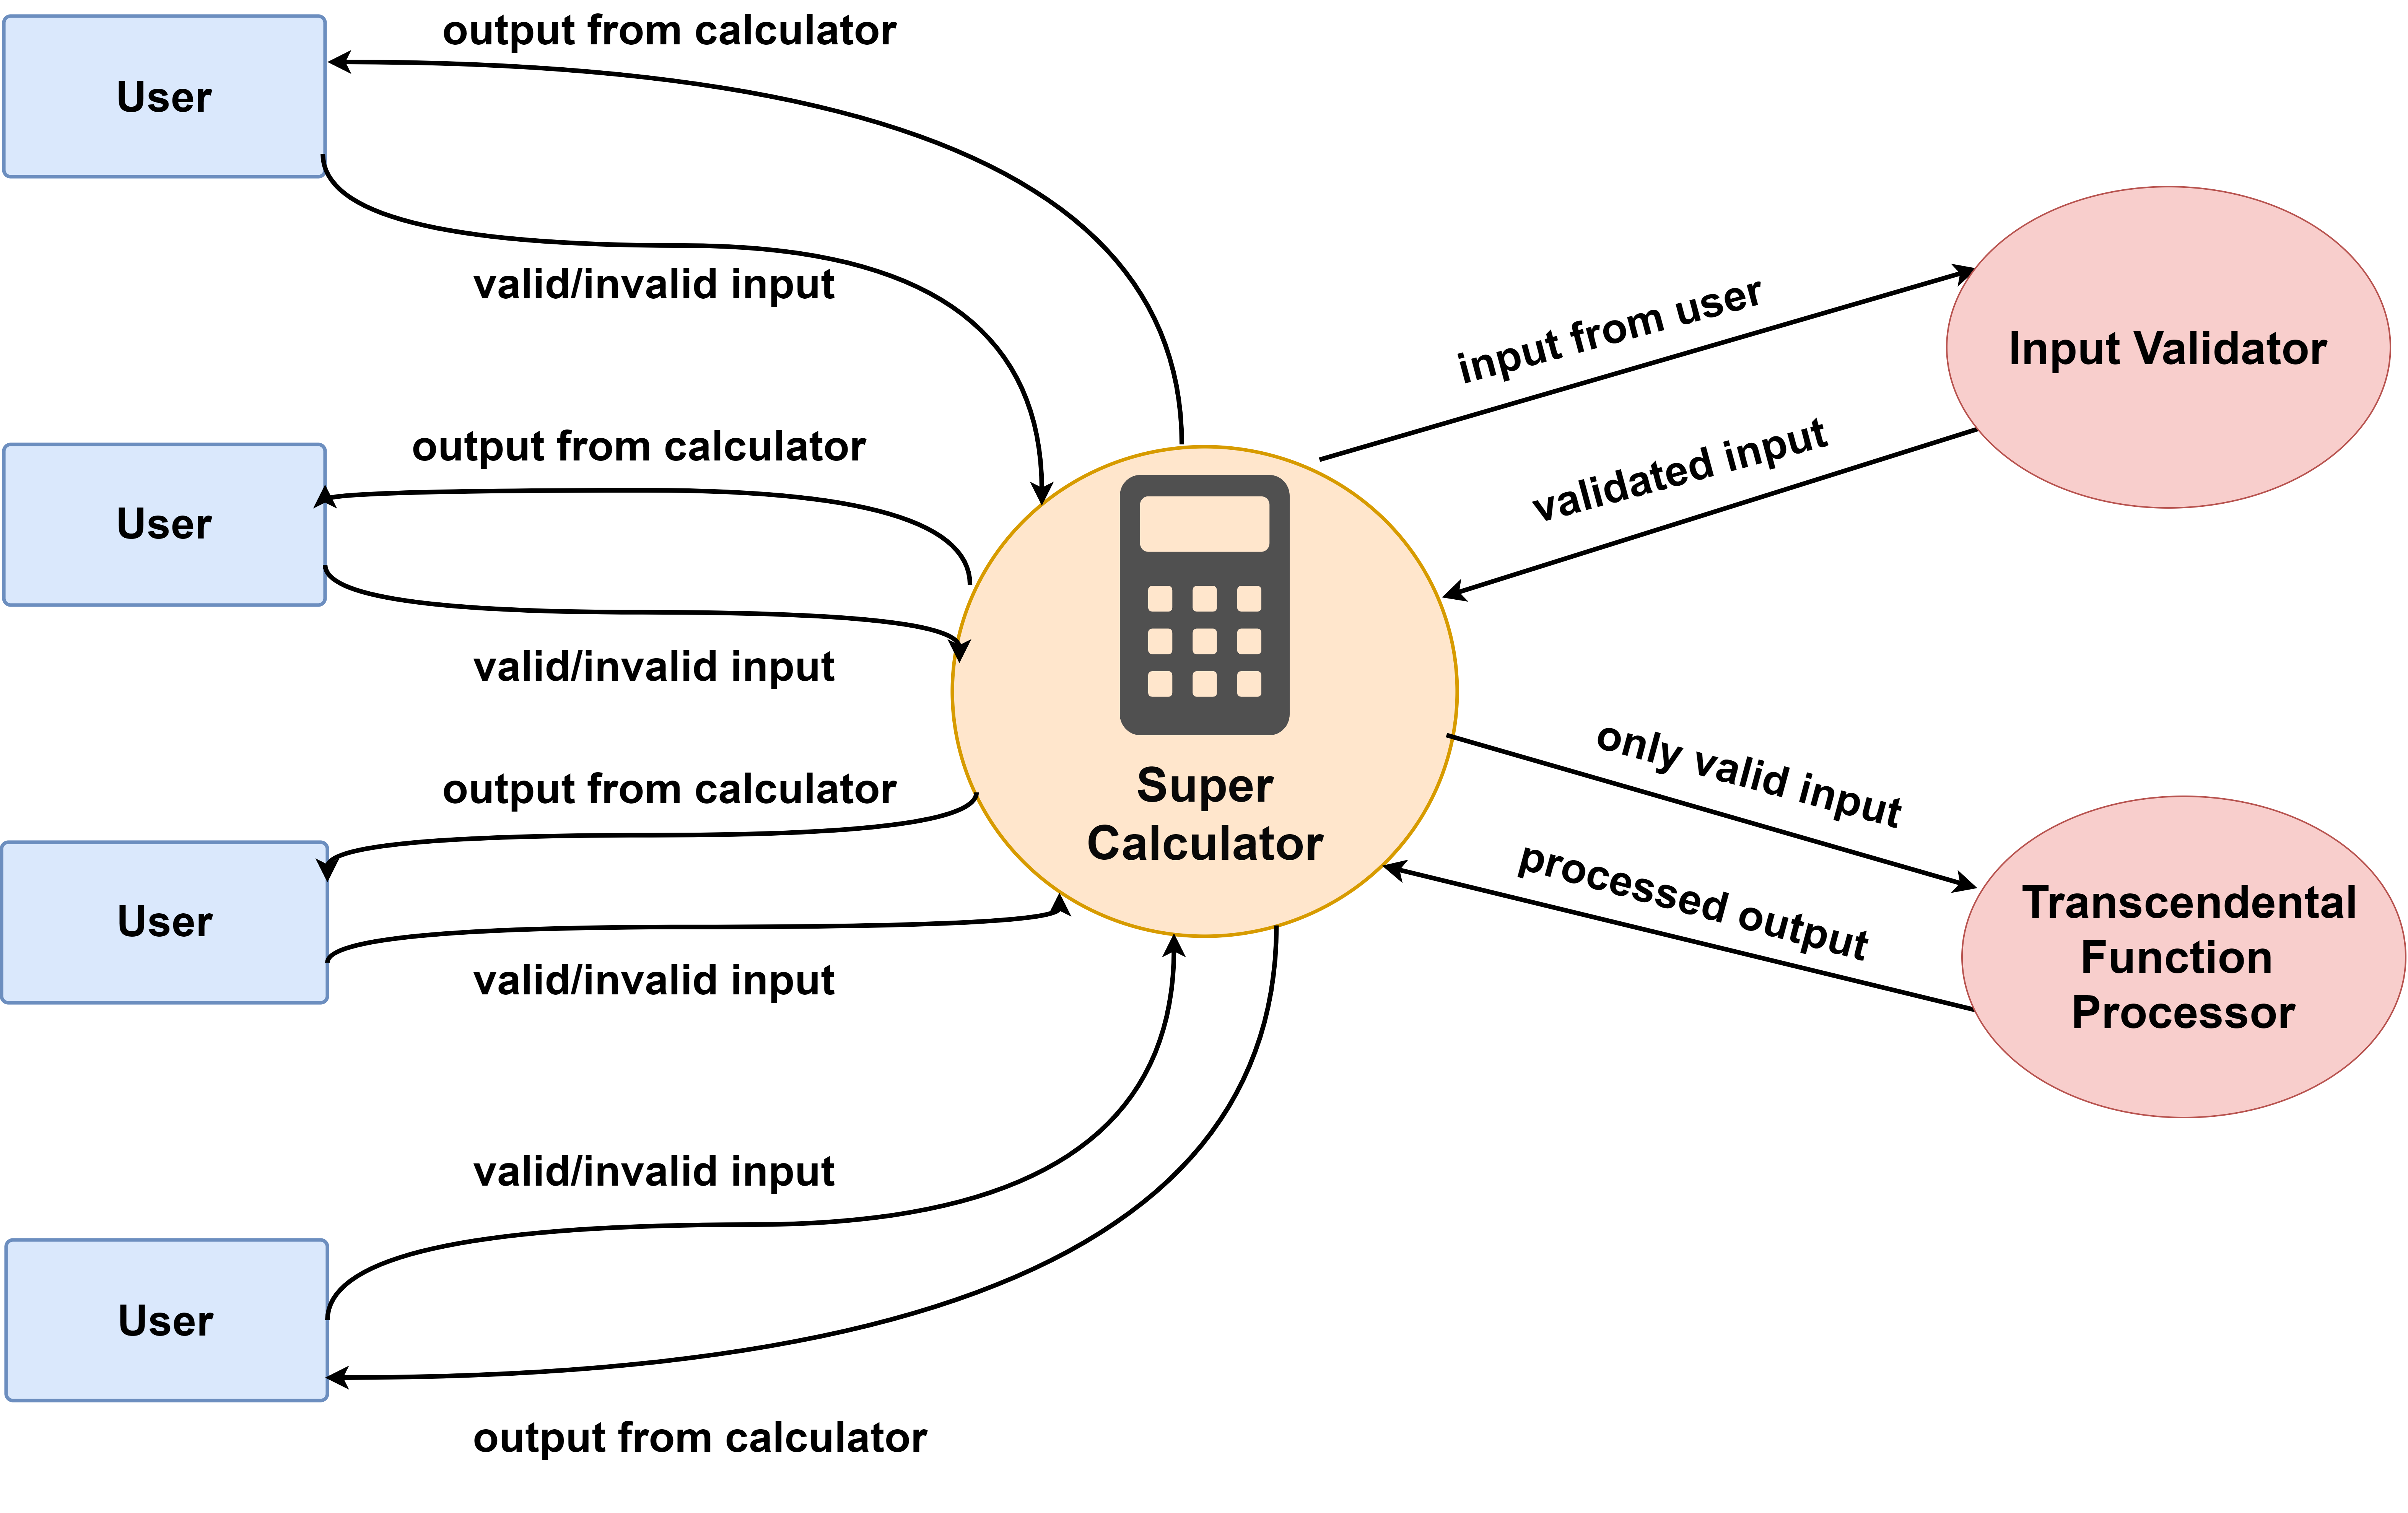 output from calculator
User
valid/invalid input
output from calculator
User
valid/invalid input
output from calculator
User
valid/invalid input
valid/invalid input
User
output from calculator
Super
Calculator
input from user
Input Validator
validated input
only valid input
processed output
Transcendental
Function
Processor